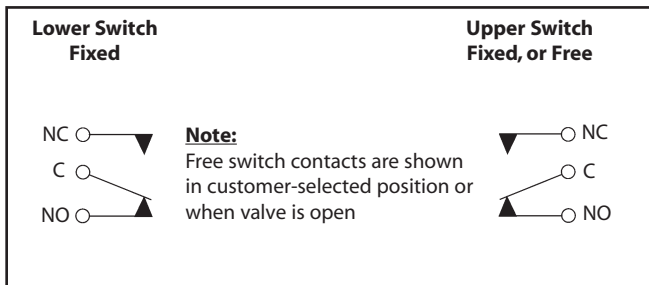 Lower Switch
Fixed
Upper Switch
Fixed, or Free
NC
C
NO
Note:
Free switch contacts are shown
in customer-selected position or
when valve is open
NC
C
NO